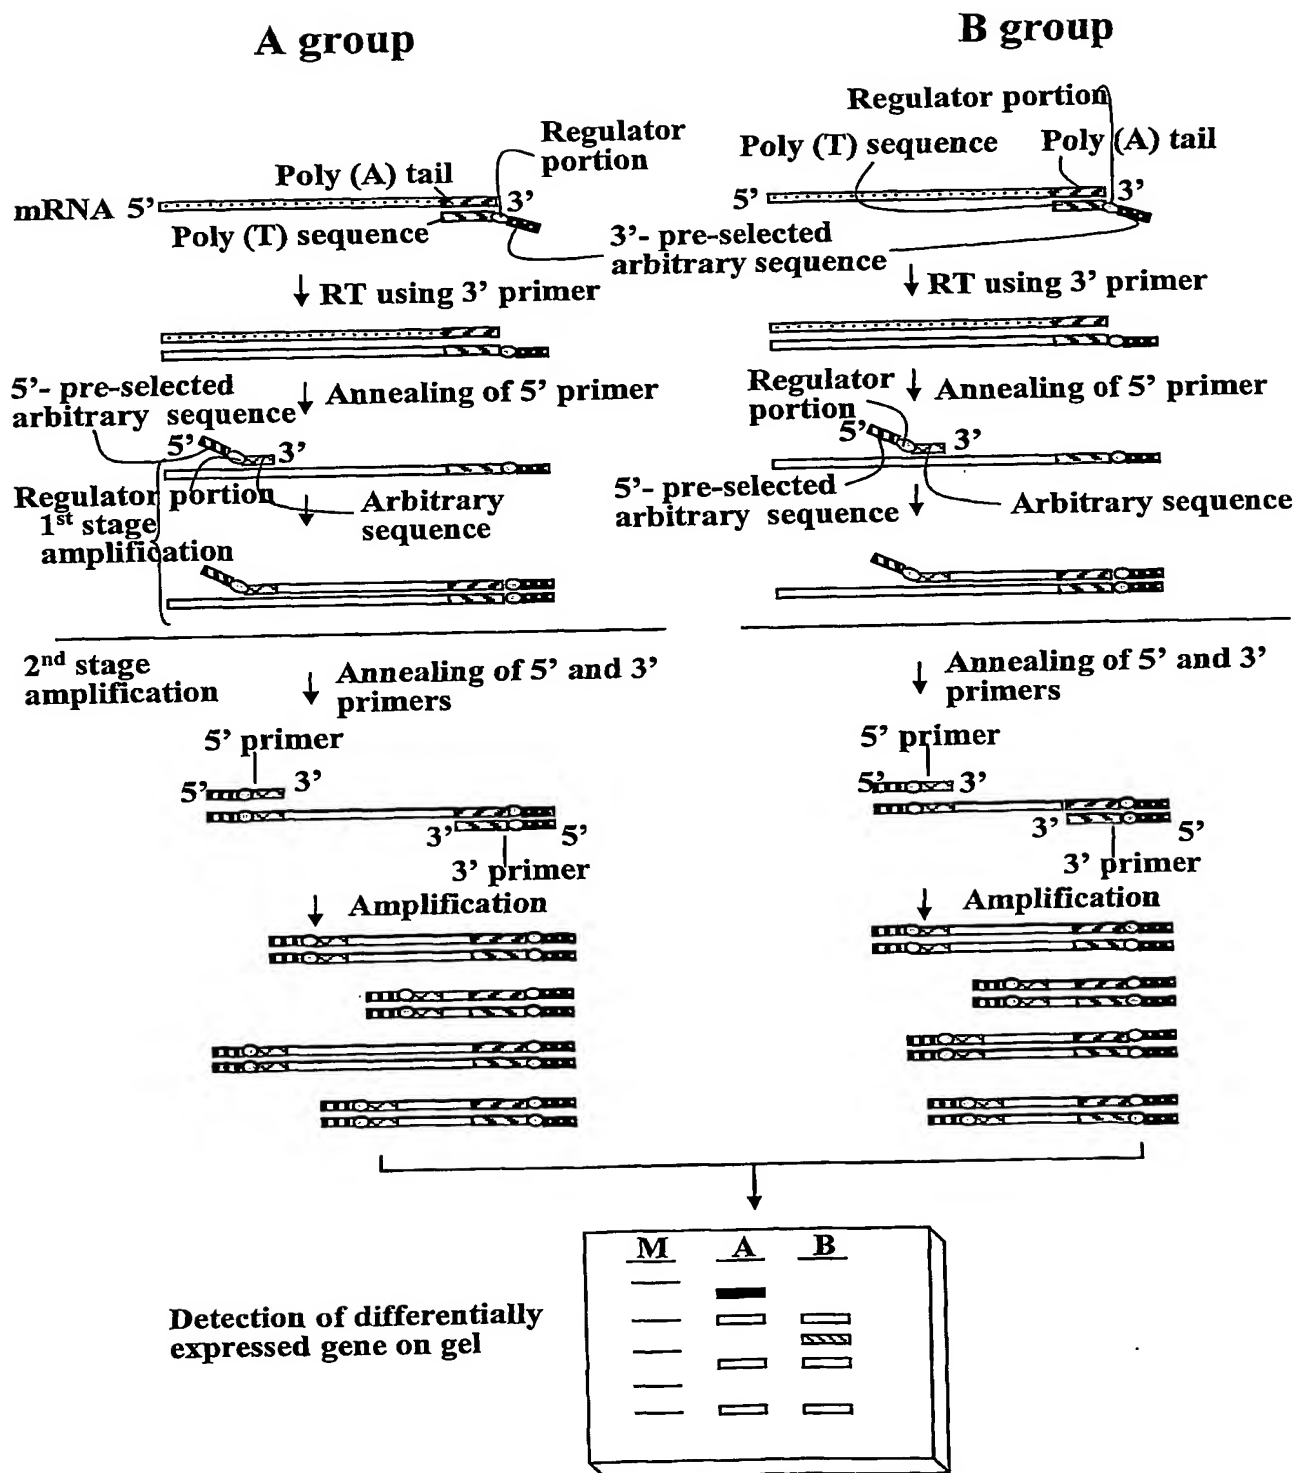 A group
B group
Regulator portion
Regulator
portion
Poly (T) sequence
Poly (A) tail
Poly (A) tail
mRNA 5’
3’
5’
3’
Poly (T) sequence
3’- pre-selected
arbitrary sequence
RT using 3’ primer
RT using 3’ primer
5’- pre-selected
arbitrary sequence
Annealing of 5’ primer
Regulator
portion
Annealing of 5’ primer
5’
3’
5’
3’
Regulator portion
1st stage
amplification
Arbitrary
sequence
5’- pre-selected
arbitrary sequence
Arbitrary sequence
2nd stage
amplification
Annealing of 5’ and 3’
primers
Annealing of 5’ and 3’
primers
5’ primer
5’ primer
5’
3’
5’
3’
3’
5’
3’
5’
3’ primer
3’ primer
Amplification
Amplification
M A B
Detection of differentially
expressed gene on gel